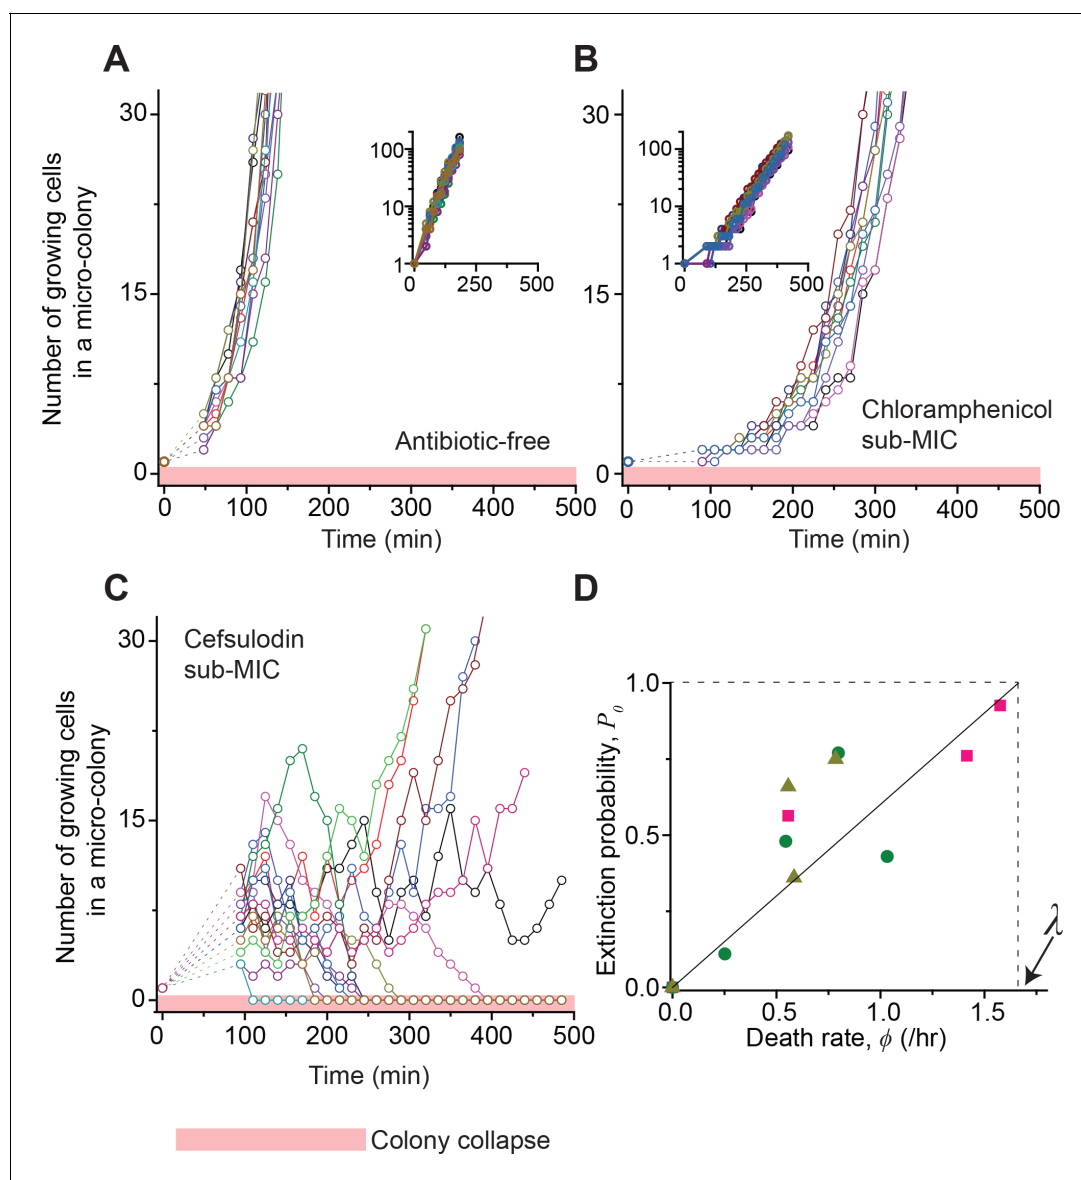 A
Number of growing cells
in a micro-colony
30
15
0
100
10
1
0 250 500
Antibiotic-free
0 100 200 300 400 500
Time (min)
B
30
15
0
100
10
1
0 250 500
Chloramphenicol
sub-MIC
0 100 200 300 400 500
Time (min)
C
Number of growing cells
in a micro-colony
Cefsulodin
sub-MIC
30
15
0
0 100 200 300 400 500
Time (min)
D
Extinction probability, P₀
1.0
0.5
0.0
0.0 0.5 1.0 1.5
λ
Death rate, ϕ (/hr)
Colony collapse